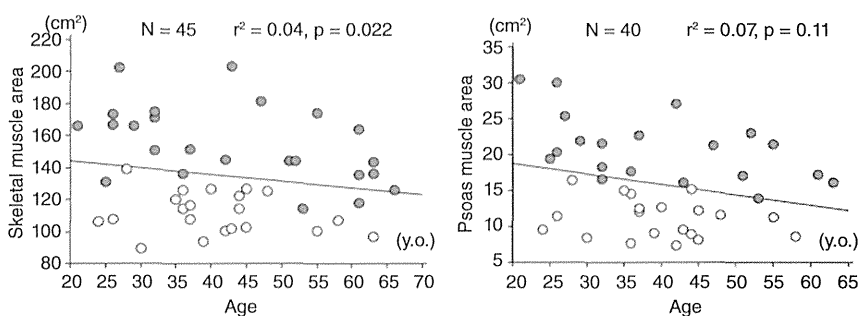 (cm²) N = 45 r² = 0.04, p = 0.022
220
200
180
160
140
120
100
80
Skeletal muscle area
(y.o.)
20 25 30 35 40 45 50 55 60 65 70
Age
(cm²) N = 40 r² = 0.07, p = 0.11
35
30
25
20
15
10
5
Psoas muscle area
(y.o.)
20 25 30 35 40 45 50 55 60 65
Age